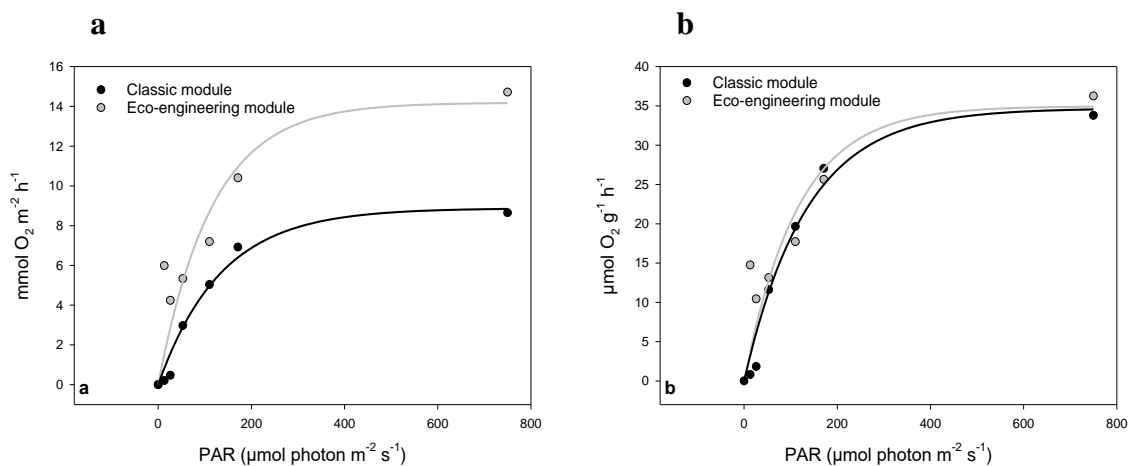 a
16
14
12
10
8
6
4
2
0
mmol O₂ m⁻² h⁻¹
Classic module
Eco-engineering module
a
0 200 400 600 800
PAR (µmol photon m⁻² s⁻¹)
b
40
35
30
25
20
15
10
5
0
µmol O₂ g⁻¹ h⁻¹
Classic module
Eco-engineering module
b
0 200 400 600 800
PAR (µmol photon m⁻² s⁻¹)